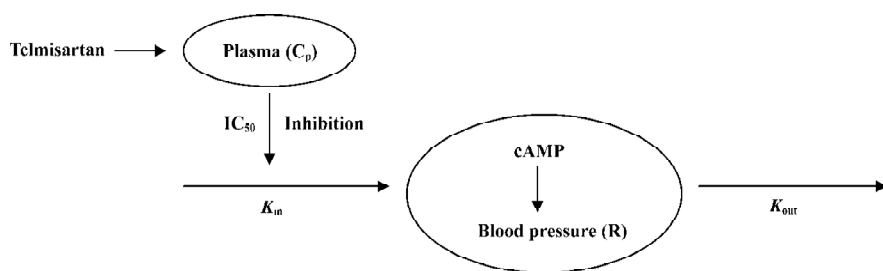 Telmisartan
Plasma (Cp)
IC50 Inhibition
cAMP
Kin
Kout
Blood pressure (R)